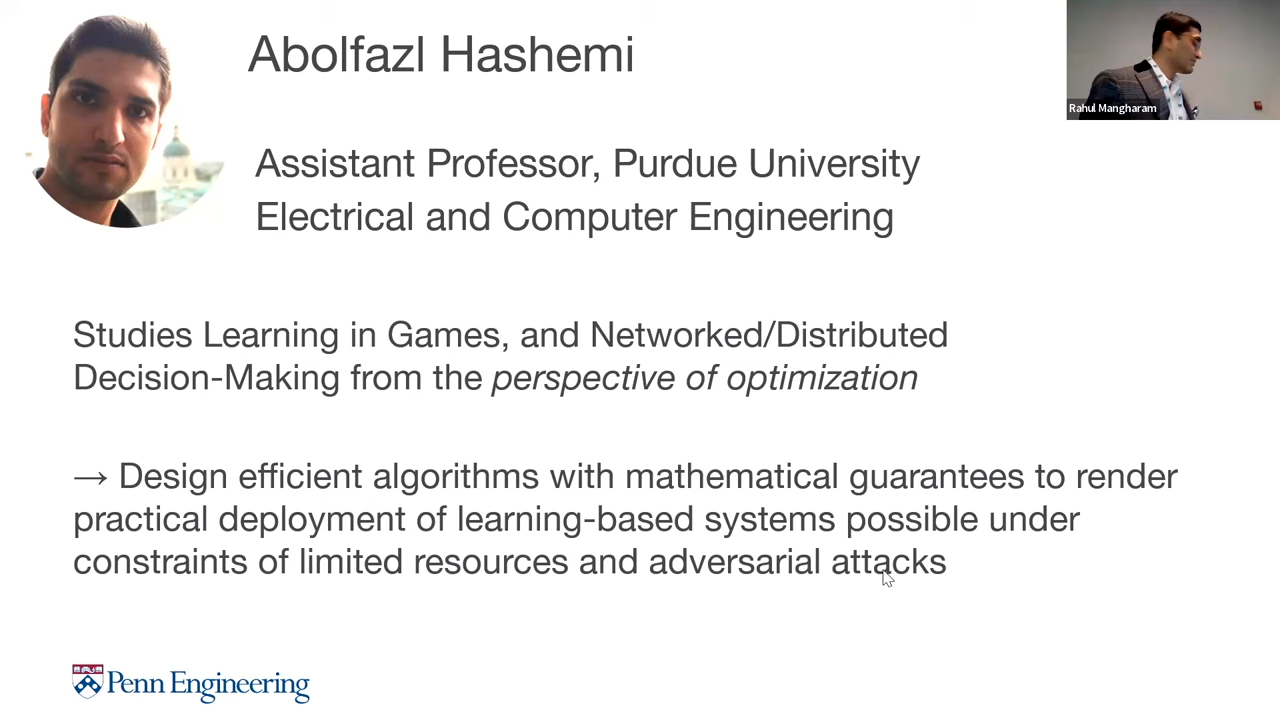 Abolfazl Hashemi
Rahul Mangharam
Assistant Professor, Purdue University
Electrical and Computer Engineering
Studies Learning in Games, and Networked/Distributed
Decision-Making from the perspective of optimization
→ Design efficient algorithms with mathematical guarantees to render
practical deployment of learning-based systems possible under
constraints of limited resources and adversarial attacks
Penn Engineering